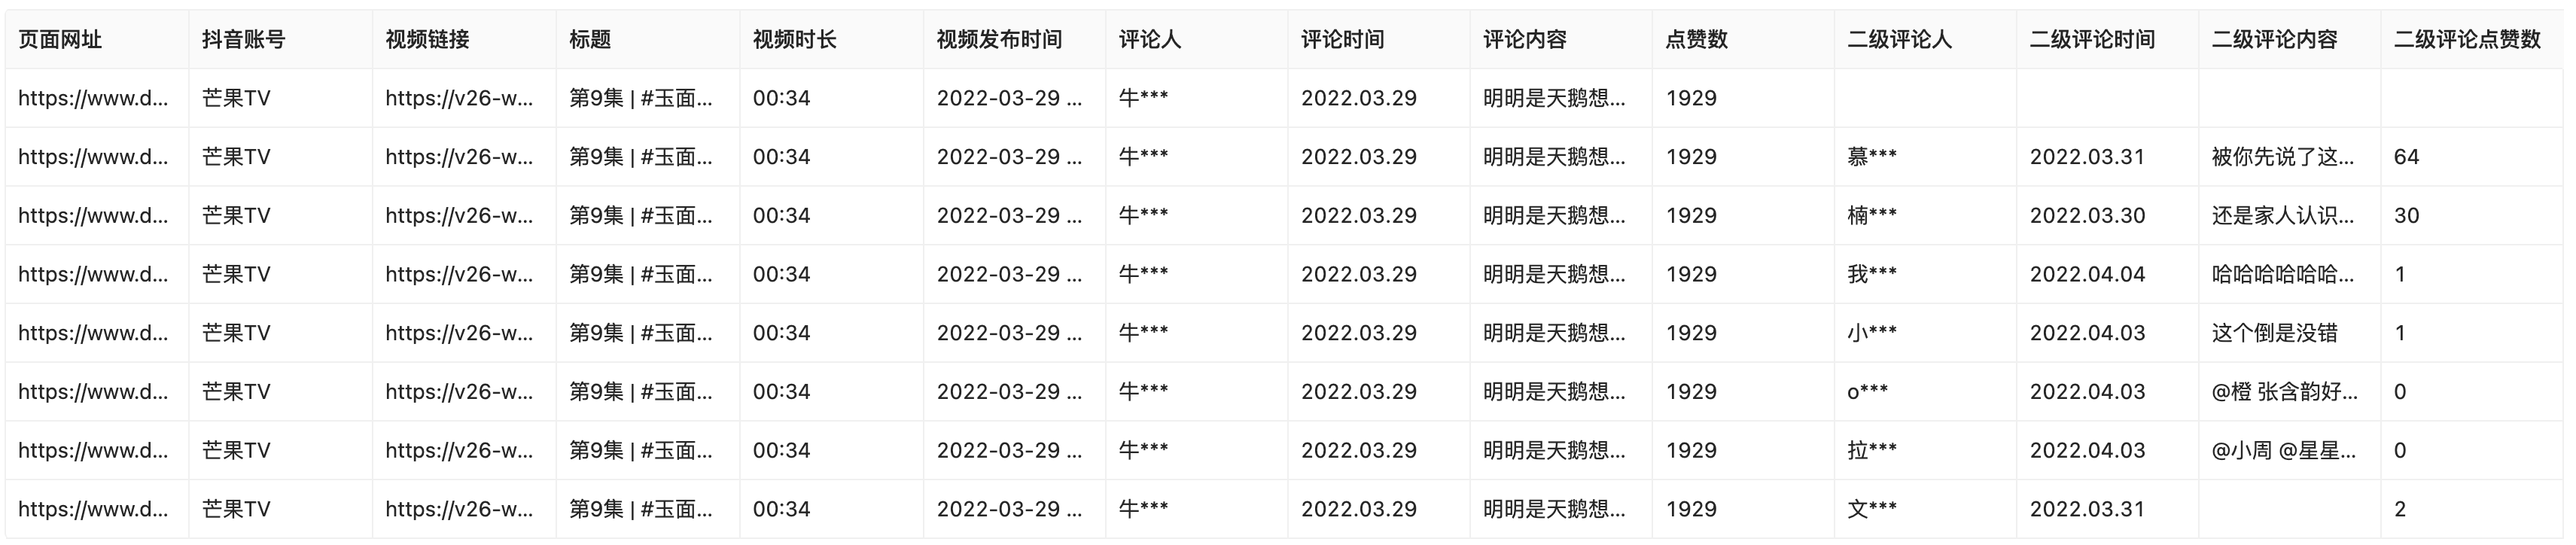 页面网址 抖音账号 视频链接 标题 视频时长 视频发布时间 评论人 评论时间 评论内容 点赞数 二级评论人 二级评论时间 二级评论内容 二级评论点赞数
https://www.d... 芒果TV https://v26-w... 第9集 | #玉面... 00:34 2022-03-29 ... 牛*** 2022.03.29 明明是天鹅想... 1929
https://www.d... 芒果TV https://v26-w... 第9集 | #玉面... 00:34 2022-03-29 ... 牛*** 2022.03.29 明明是天鹅想... 1929 慕*** 2022.03.31 被你先说了这... 64
https://www.d... 芒果TV https://v26-w... 第9集 | #玉面... 00:34 2022-03-29 ... 牛*** 2022.03.29 明明是天鹅想... 1929 楠*** 2022.03.30 还是家人认识... 30
https://www.d... 芒果TV https://v26-w... 第9集 | #玉面... 00:34 2022-03-29 ... 牛*** 2022.03.29 明明是天鹅想... 1929 我*** 2022.04.04 哈哈哈哈哈哈... 1
https://www.d... 芒果TV https://v26-w... 第9集 | #玉面... 00:34 2022-03-29 ... 牛*** 2022.03.29 明明是天鹅想... 1929 小*** 2022.04.03 这个倒是没错 1
https://www.d... 芒果TV https://v26-w... 第9集 | #玉面... 00:34 2022-03-29 ... 牛*** 2022.03.29 明明是天鹅想... 1929 o*** 2022.04.03 @橙 张含韵好... 0
https://www.d... 芒果TV https://v26-w... 第9集 | #玉面... 00:34 2022-03-29 ... 牛*** 2022.03.29 明明是天鹅想... 1929 拉*** 2022.04.03 @小周 @星星... 0
https://www.d... 芒果TV https://v26-w... 第9集 | #玉面... 00:34 2022-03-29 ... 牛*** 2022.03.29 明明是天鹅想... 1929 文*** 2022.03.31 2